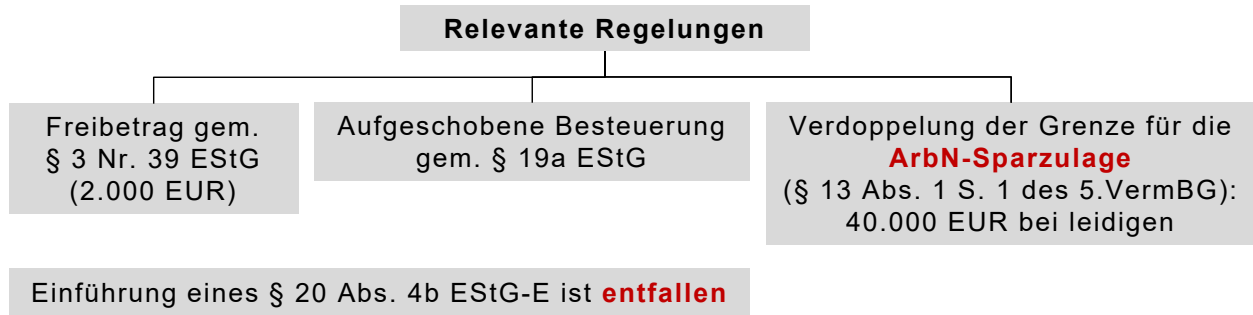 Relevante Regelungen
Freibetrag gem.
§ 3 Nr. 39 EStG
(2.000 EUR)
Aufgeschobene Besteuerung
gem. § 19a EStG
Verdoppelung der Grenze für die
ArbN-Sparzulage
(§ 13 Abs. 1 S. 1 des 5.VermBG):
40.000 EUR bei leidigen
Einführung eines § 20 Abs. 4b EStG-E ist entfallen